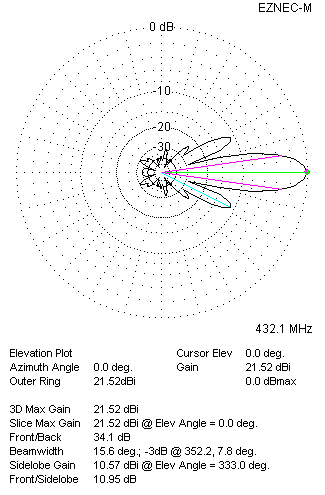 EZNEC-M
0 dB
-10
-20
-30
432.1 MHz
Elevation Plot Cursor Elev 0.0 deg.
Azimuth Angle 0.0 deg. Gain 21.52 dBi
Outer Ring 21.52dBi 0.0 dBmax
3D Max Gain 21.52 dBi
Slice Max Gain 21.52 dBi @ Elev Angle = 0.0 deg.
Front/Back 34.1 dB
Beamwidth 15.6 deg.; -3dB @ 352.2, 7.8 deg.
Sidelobe Gain 10.57 dBi @ Elev Angle = 333.0 deg.
Front/Sidelobe 10.95 dB